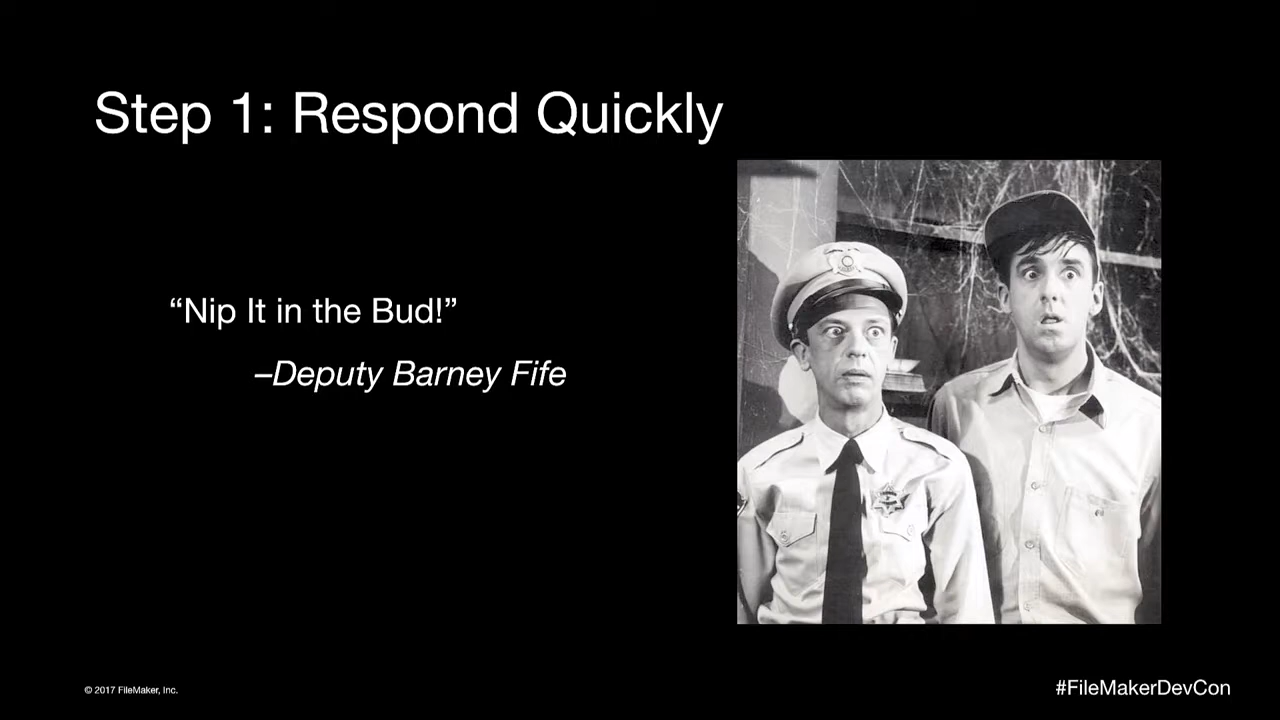 Step 1: Respond Quickly
“Nip It in the Bud!”
–Deputy Barney Fife
© 2017 FileMaker, Inc.
#FileMakerDevCon